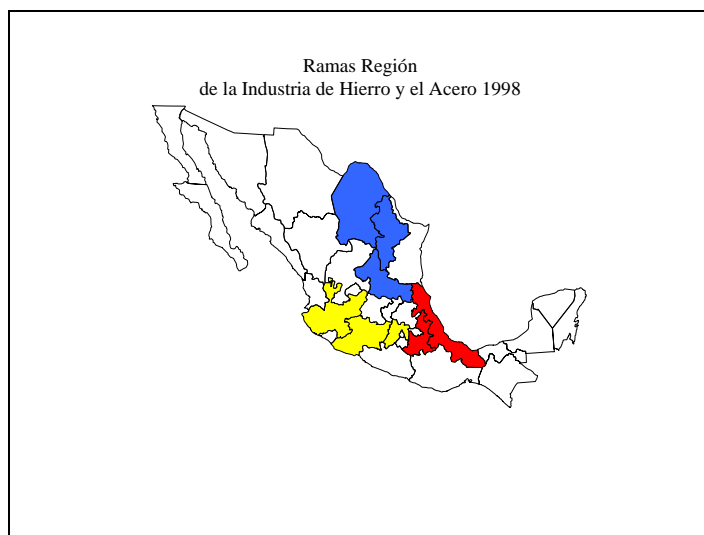 Ramas Región
de la Industria de Hierro y el Acero 1998